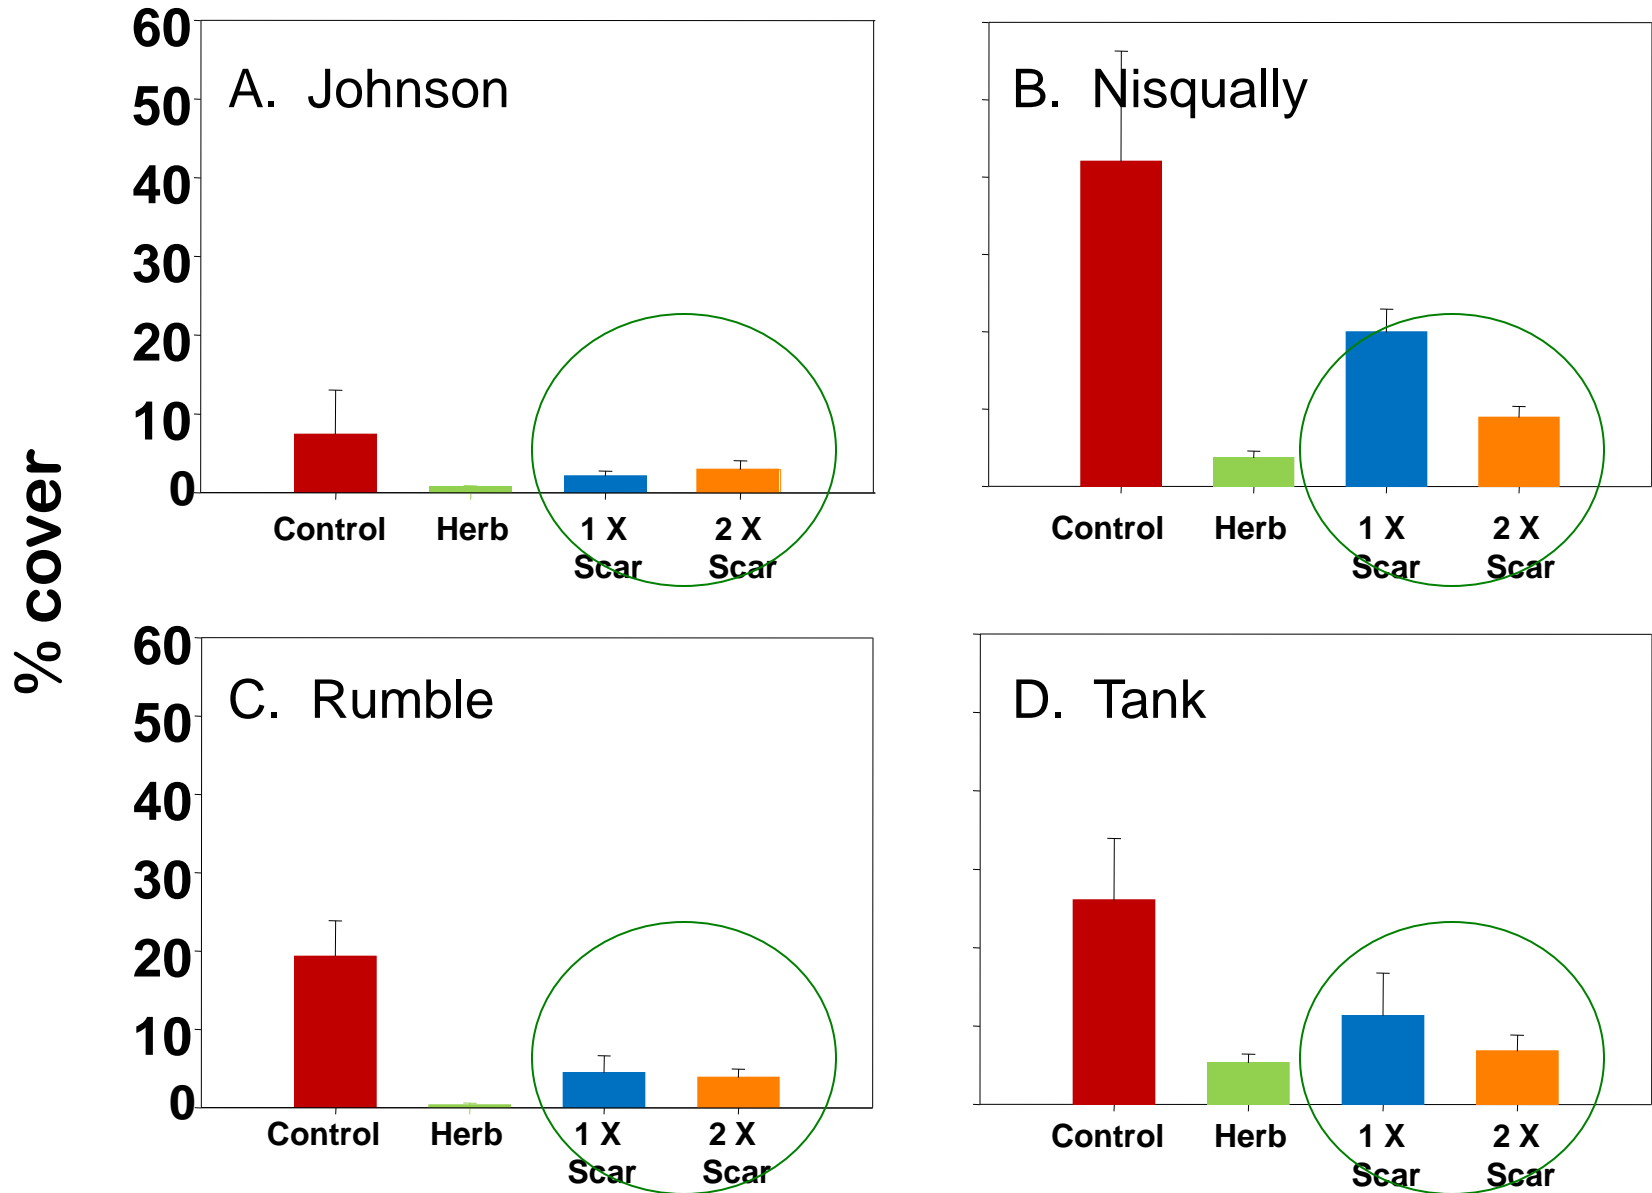 % cover
60
50
40
30
20
10
0
A. Johnson
Control Herb 1 X 2 X
Scar Scar
B. Nisqually
Control Herb 1 X 2 X
Scar Scar
60
50
40
30
20
10
0
C. Rumble
Control Herb 1 X 2 X
Scar Scar
D. Tank
Control Herb 1 X 2 X
Scar Scar